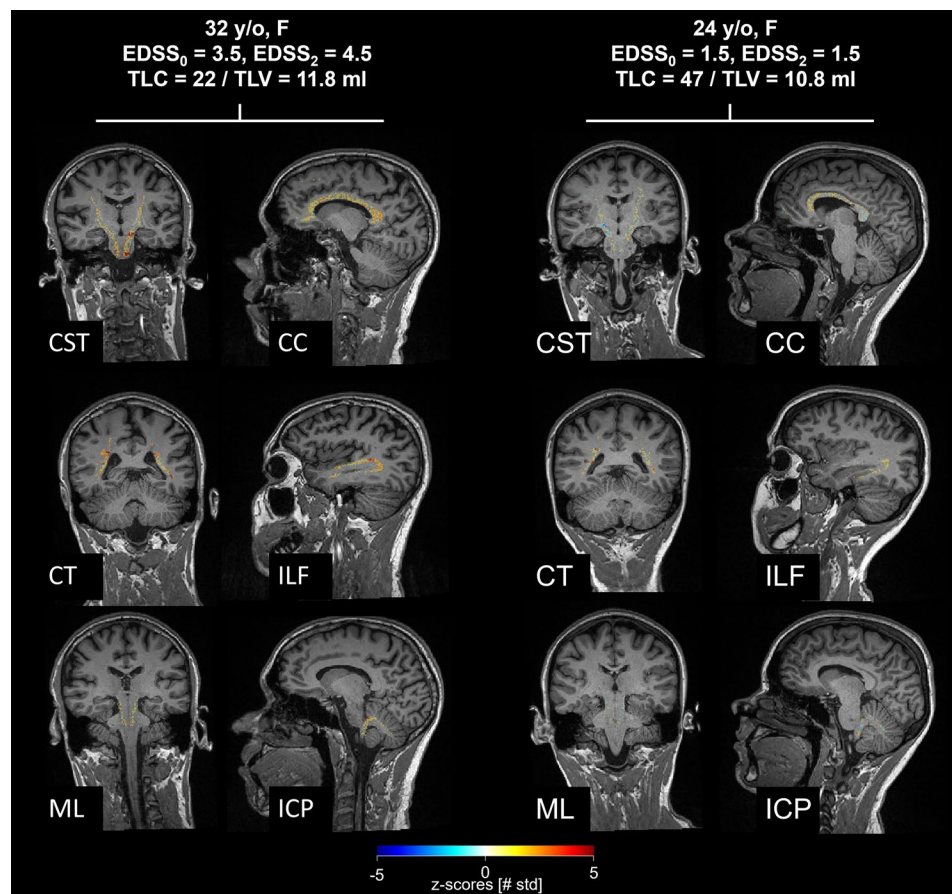 32 y/o, F
EDSS₀ = 3.5, EDSS₂ = 4.5
TLC = 22 / TLV = 11.8 ml
24 y/o, F
EDSS₀ = 1.5, EDSS₂ = 1.5
TLC = 47 / TLV = 10.8 ml
CST
CC
CST
CC
CT
ILF
CT
ILF
ML
ICP
ML
ICP
-5
0
5
z-scores [# std]